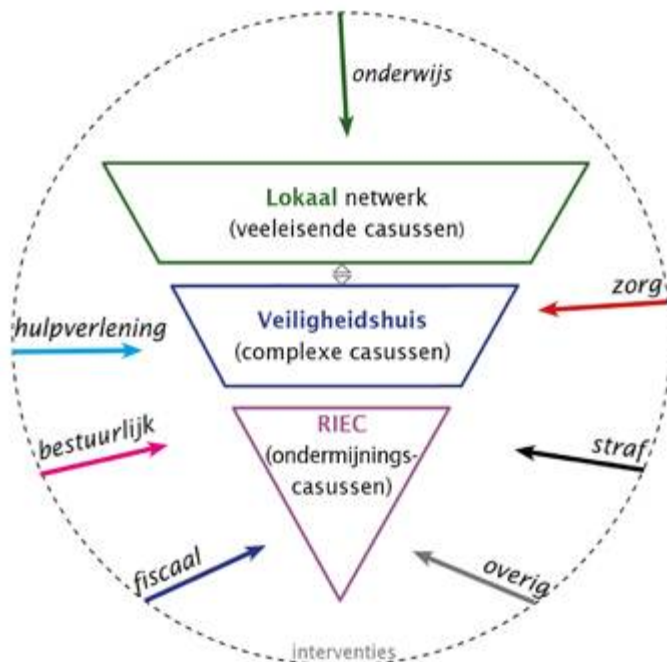 onderwijs
Lokaal netwerk
(veeleisende casussen)
zorg
hulpverlening
Veiligheidshuis
(complexe casussen)
bestuurlijk
RIEC
(ondermijnings-
casussen)
straf
fiscaal
overig
interventies